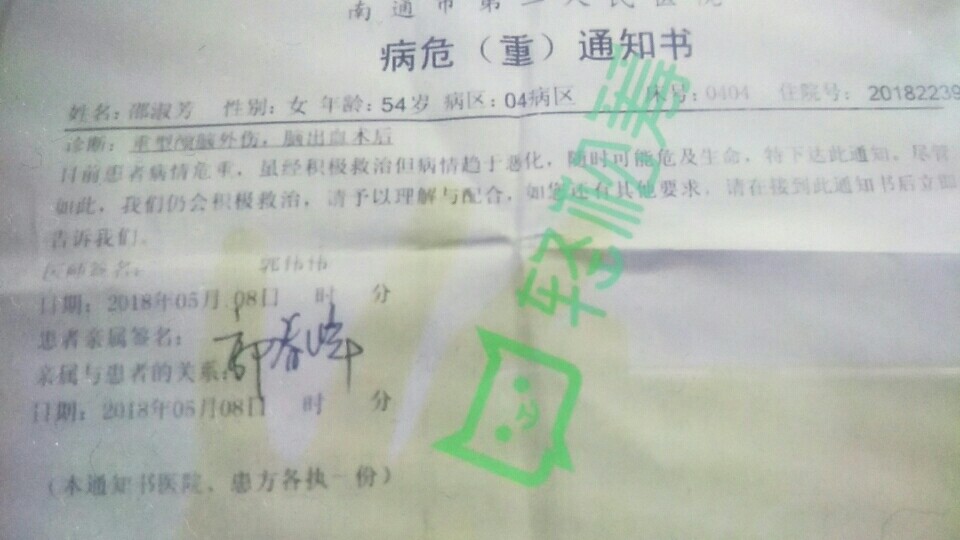 南通市第二人民医院
病危（重）通知书
姓名：邵淑芳 性别：女 年龄：54岁 病区：04病区 床号：0404 住院号：20182239
诊断：重型颅脑外伤，脑出血术后
目前患者病情危重，虽经积极救治但病情趋于恶化，随时可能危及生命，特下达此通知。尽管
如此，我们仍会积极救治，请予以理解与配合，如您还有其他要求，请在接到此通知书后立即
告诉我们。
医师签名：
日期：2018年05月08日 时 分
患者亲属签名：
亲属与患者的关系：
日期：2018年05月08日 时 分
（本通知书医院、患方各执一份）
轻松筹